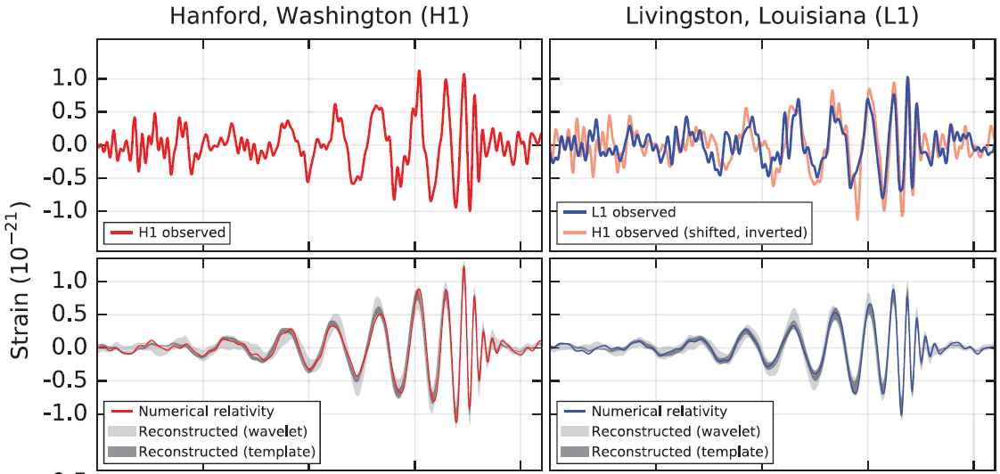 Hanford, Washington (H1)
Livingston, Louisiana (L1)
Strain (10⁻²¹)
1.0
0.5
0.0
-0.5
-1.0
H1 observed
L1 observed
H1 observed (shifted, inverted)
1.0
0.5
0.0
-0.5
-1.0
Numerical relativity
Reconstructed (wavelet)
Reconstructed (template)
Numerical relativity
Reconstructed (wavelet)
Reconstructed (template)